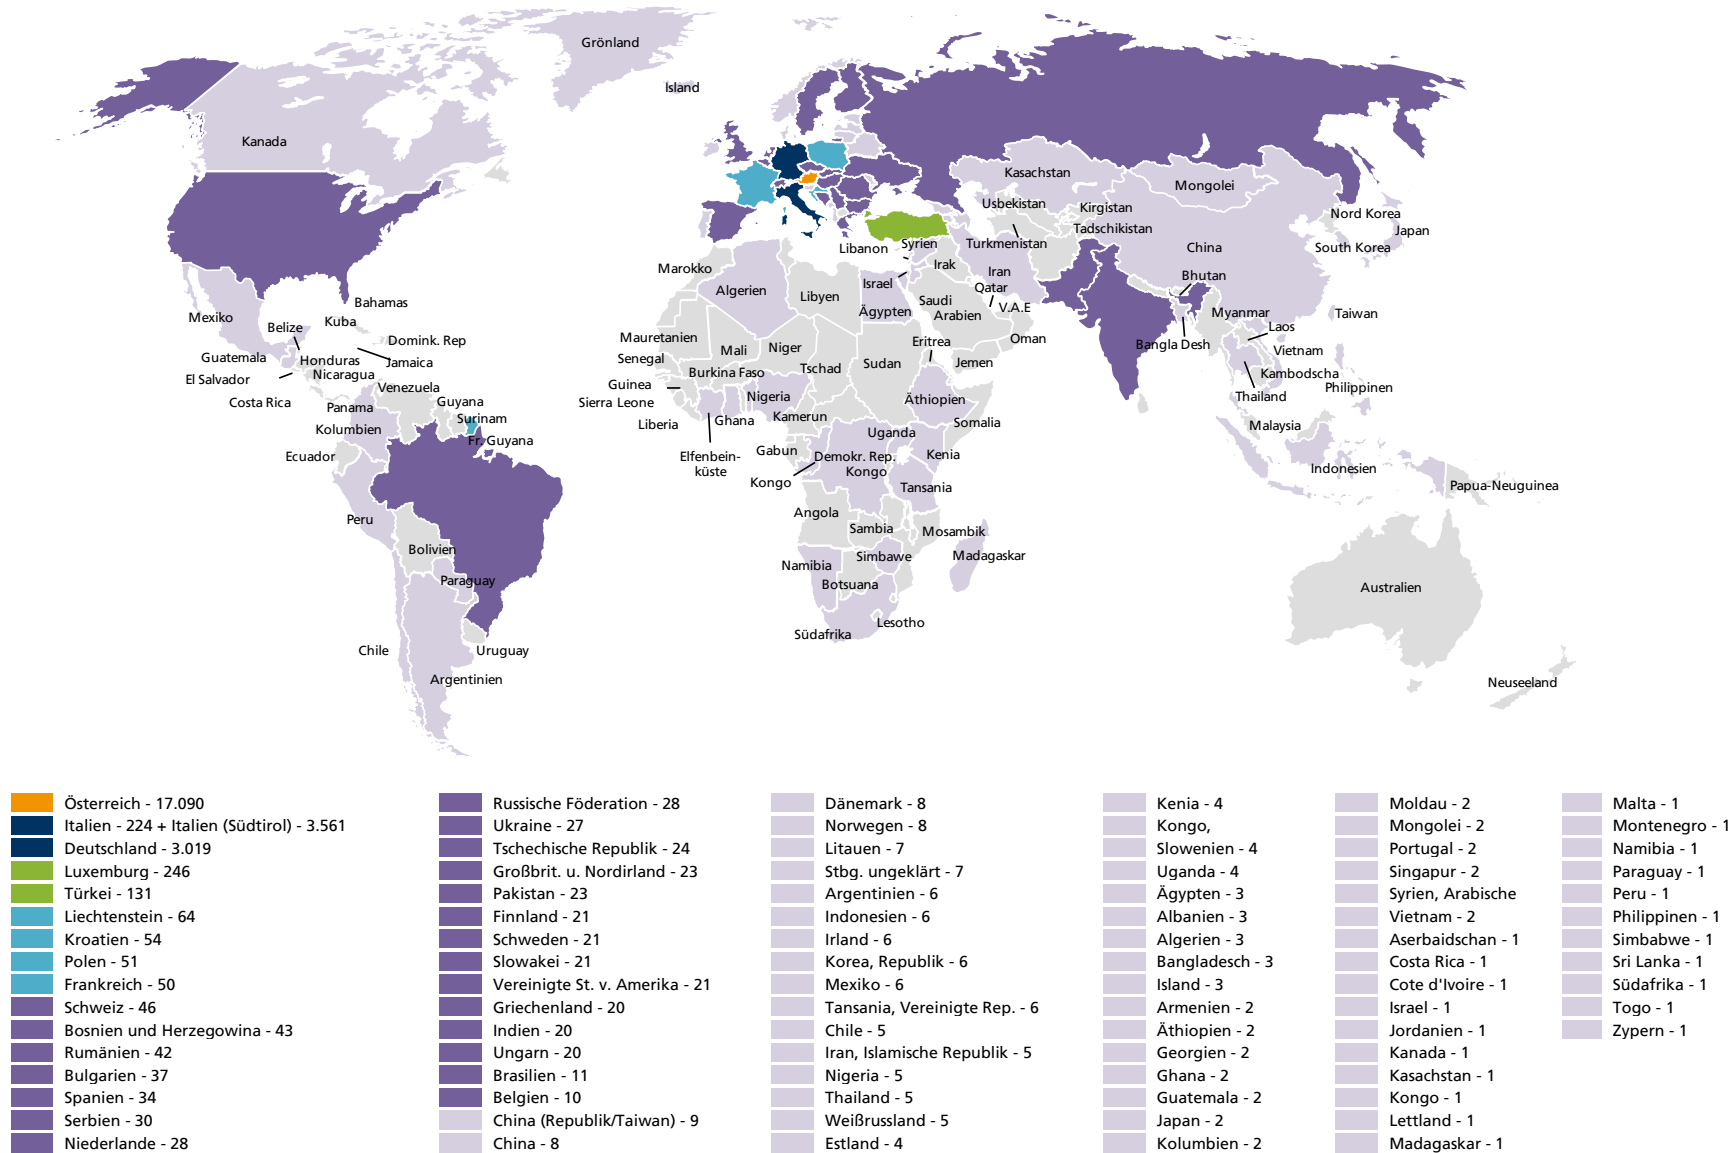 Grönland
Island
Kanada
Kasachstan
Mongolei
Usbekistan
Kirgistan
Nord Korea
Tadschikistan
Japan
Libanon
Syrien
Turkmenistan
China
South Korea
Marokko
Irak
Iran
Bhutan
Algerien
Libyen
Israel
Qatar
Bahamas
Saudi
Arabien
V.A.E
Mexiko
Kuba
Ägypten
Myanmar
Taiwan
Belize
Laos
Mauretanien
Domink. Rep
Eritrea
Oman
Bangla Desh
Vietnam
Guatemala
Honduras
Jamaica
Senegal
Mali
Niger
Tschad
Sudan
Jemen
El Salvador
Nicaragua
Burkina Faso
Kambodscha
Guinea
Venezuela
Philippinen
Costa Rica
Panama
Guyana
Sierra Leone
Nigeria
Äthiopien
Thailand
Surinam
Liberia
Ghana
Kamerun
Somalia
Malaysia
Kolumbien
Fr. Guyana
Uganda
Ecuador
Elfenbein-
küste
Gabun
Demokr. Rep.
Kongo
Kenia
Indonesien
Kongo
Tansania
Papua-Neuguinea
Peru
Angola
Sambia
Mosambik
Bolivien
Simbawe
Madagaskar
Namibia
Paraguay
Botsuana
Australien
Südafrika
Lesotho
Chile
Uruguay
Argentinien
Neuseeland
Österreich - 17.090
Italien - 224 + Italien (Südtirol) - 3.561
Deutschland - 3.019
Luxemburg - 246
Türkei - 131
Liechtenstein - 64
Kroatien - 54
Polen - 51
Frankreich - 50
Schweiz - 46
Bosnien und Herzegowina - 43
Rumänien - 42
Bulgarien - 37
Spanien - 34
Serbien - 30
Niederlande - 28
Russische Föderation - 28
Ukraine - 27
Tschechische Republik - 24
Großbrit. u. Nordirland - 23
Pakistan - 23
Finnland - 21
Schweden - 21
Slowakei - 21
Vereinigte St. v. Amerika - 21
Griechenland - 20
Indien - 20
Ungarn - 20
Brasilien - 11
Belgien - 10
China (Republik/Taiwan) - 9
China - 8
Dänemark - 8
Norwegen - 8
Litauen - 7
Stbg. ungeklärt - 7
Argentinien - 6
Indonesien - 6
Irland - 6
Korea, Republik - 6
Mexiko - 6
Tansania, Vereinigte Rep. - 6
Chile - 5
Iran, Islamische Republik - 5
Nigeria - 5
Thailand - 5
Weißrussland - 5
Estland - 4
Kenia - 4
Kongo,
Slowenien - 4
Uganda - 4
Ägypten - 3
Albanien - 3
Algerien - 3
Bangladesch - 3
Island - 3
Armenien - 2
Äthiopien - 2
Georgien - 2
Ghana - 2
Guatemala - 2
Japan - 2
Kolumbien - 2
Moldau - 2
Mongolei - 2
Portugal - 2
Singapur - 2
Syrien, Arabische
Vietnam - 2
Aserbaidschan - 1
Costa Rica - 1
Cote d'Ivoire - 1
Israel - 1
Jordanien - 1
Kanada - 1
Kasachstan - 1
Kongo - 1
Lettland - 1
Madagaskar - 1
Malta - 1
Montenegro - 1
Namibia - 1
Paraguay - 1
Peru - 1
Philippinen - 1
Simbabwe - 1
Sri Lanka - 1
Südafrika - 1
Togo - 1
Zypern - 1